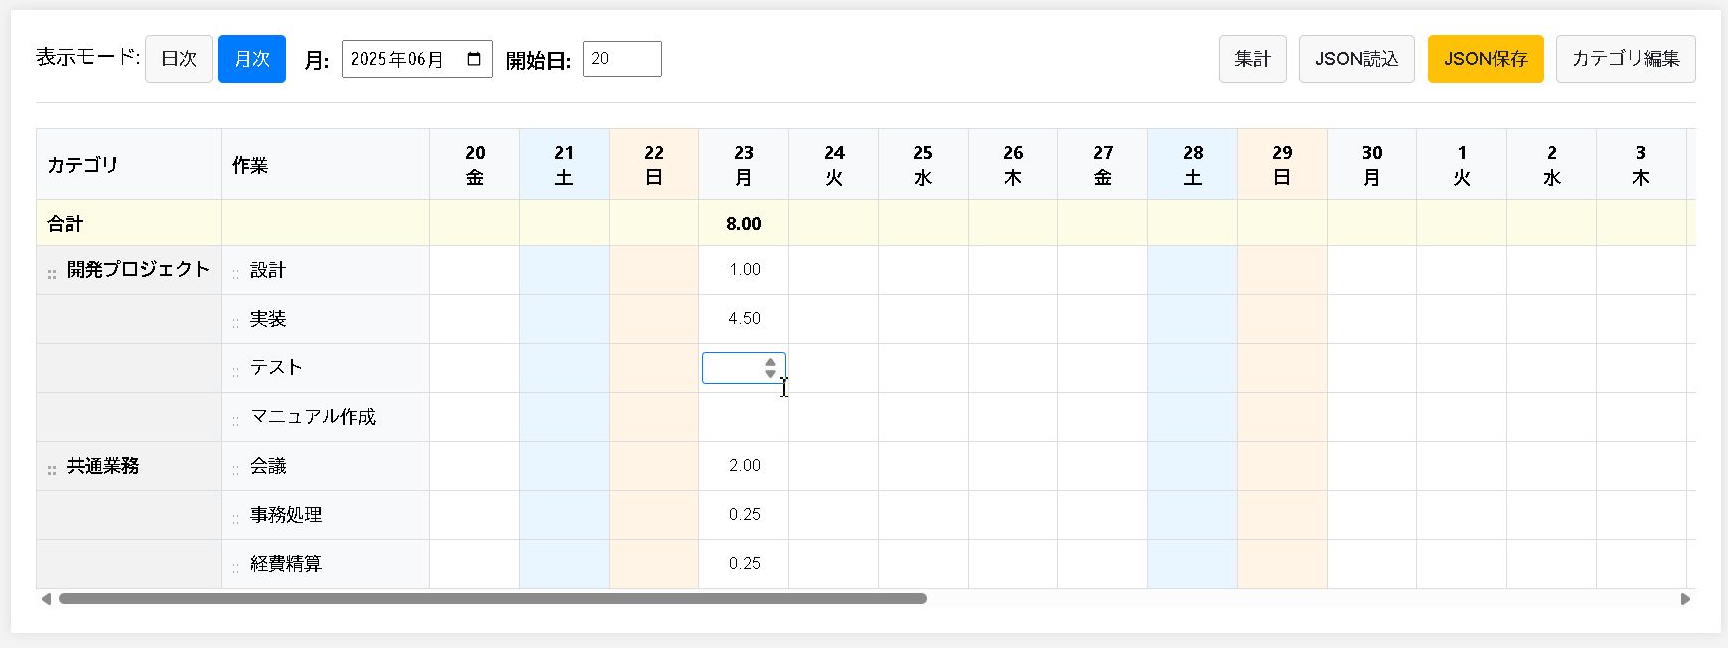 表示モード: 日次 月次 月: 2025年06月 開始日: 20 集計 JSON読込 JSON保存 カテゴリ編集
カテゴリ 作業 20 21 22 23 24 25 26 27 28 29 30 1 2 3
金 土 日 月 火 水 木 金 土 日 月 火 水 木
合計 8.00
開発プロジェクト 設計 1.00
実装 4.50
テスト
マニュアル作成
共通業務 会議 2.00
事務処理 0.25
経費精算 0.25